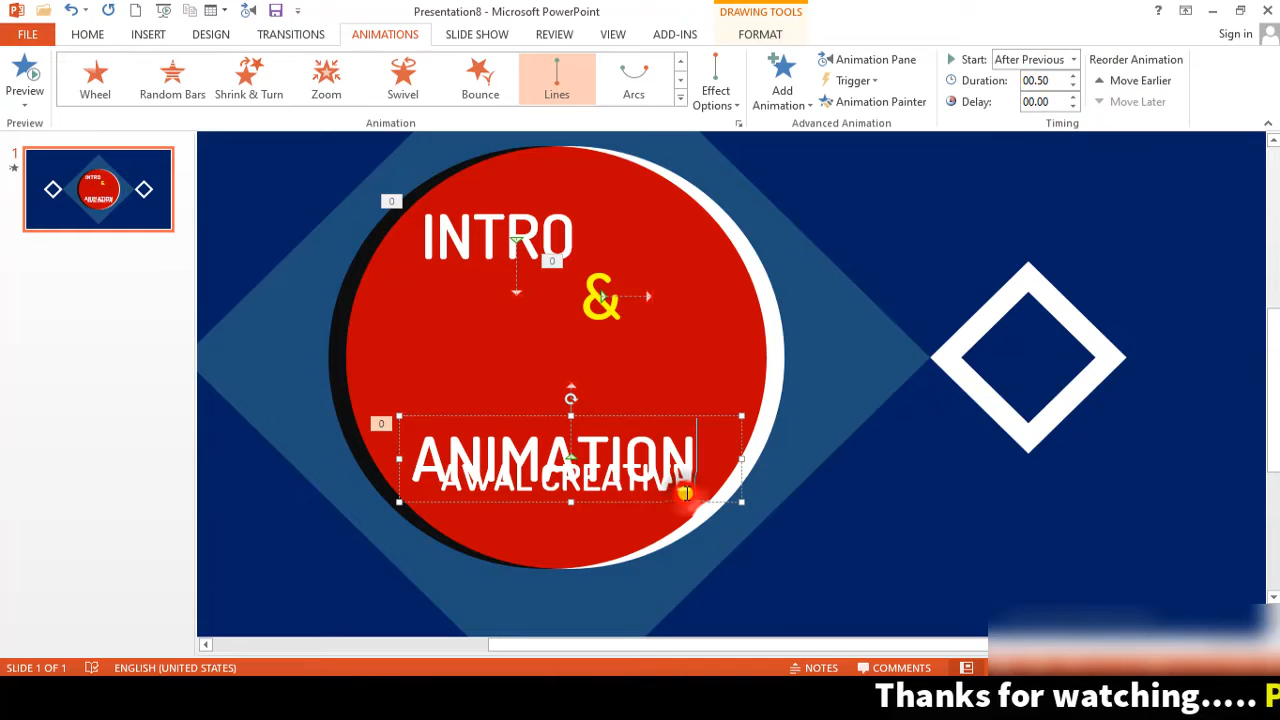 Presentation8 - Microsoft PowerPoint
DRAWING TOOLS
?
FILE
HOME
INSERT
DESIGN
TRANSITIONS
ANIMATIONS
SLIDE SHOW
REVIEW
VIEW
ADD-INS
FORMAT
Sign in
Preview
Wheel
Random Bars
Shrink & Turn
Zoom
Swivel
Bounce
Lines
Arcs
Effect
Options
Add
Animation
Animation Pane
Trigger
Animation Painter
Start: After Previous
Duration: 00.50
Delay: 00.00
Reorder Animation
Move Earlier
Move Later
Preview
Animation
Advanced Animation
Timing
1
0
INTRO
0
&
0
ANIMATION
AWAL CREATIV
SLIDE 1 OF 1
ENGLISH (UNITED STATES)
NOTES
COMMENTS
Thanks for watching..... P